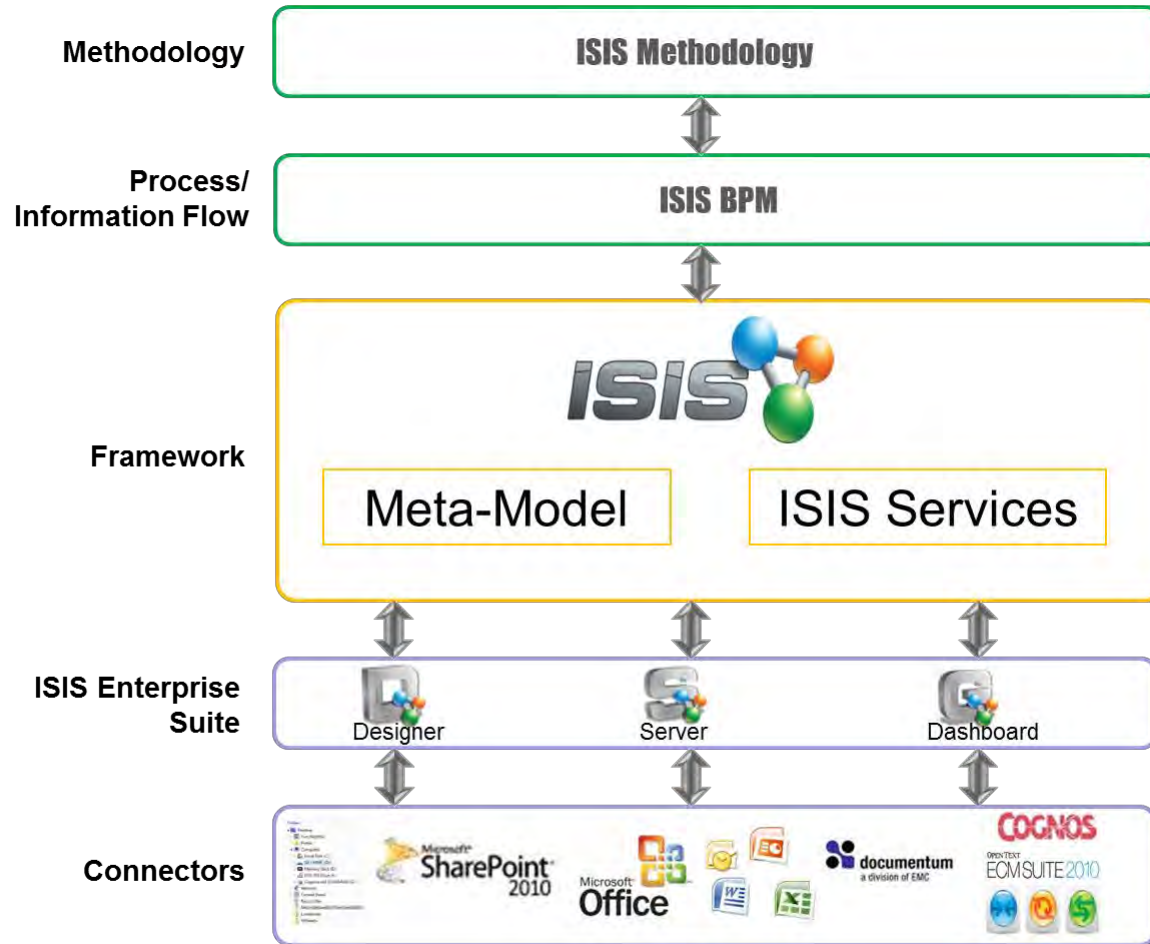 Methodology
ISIS Methodology
Process/
Information Flow
ISIS BPM
ISIS
Framework
Meta-Model
ISIS Services
ISIS Enterprise
Suite
Designer
Server
Dashboard
Connectors
Microsoft®
SharePoint®
2010
Microsoft®
Office
documentum
a division of EMC
COGNOS
OPEN TEXT
ECM SUITE 2010